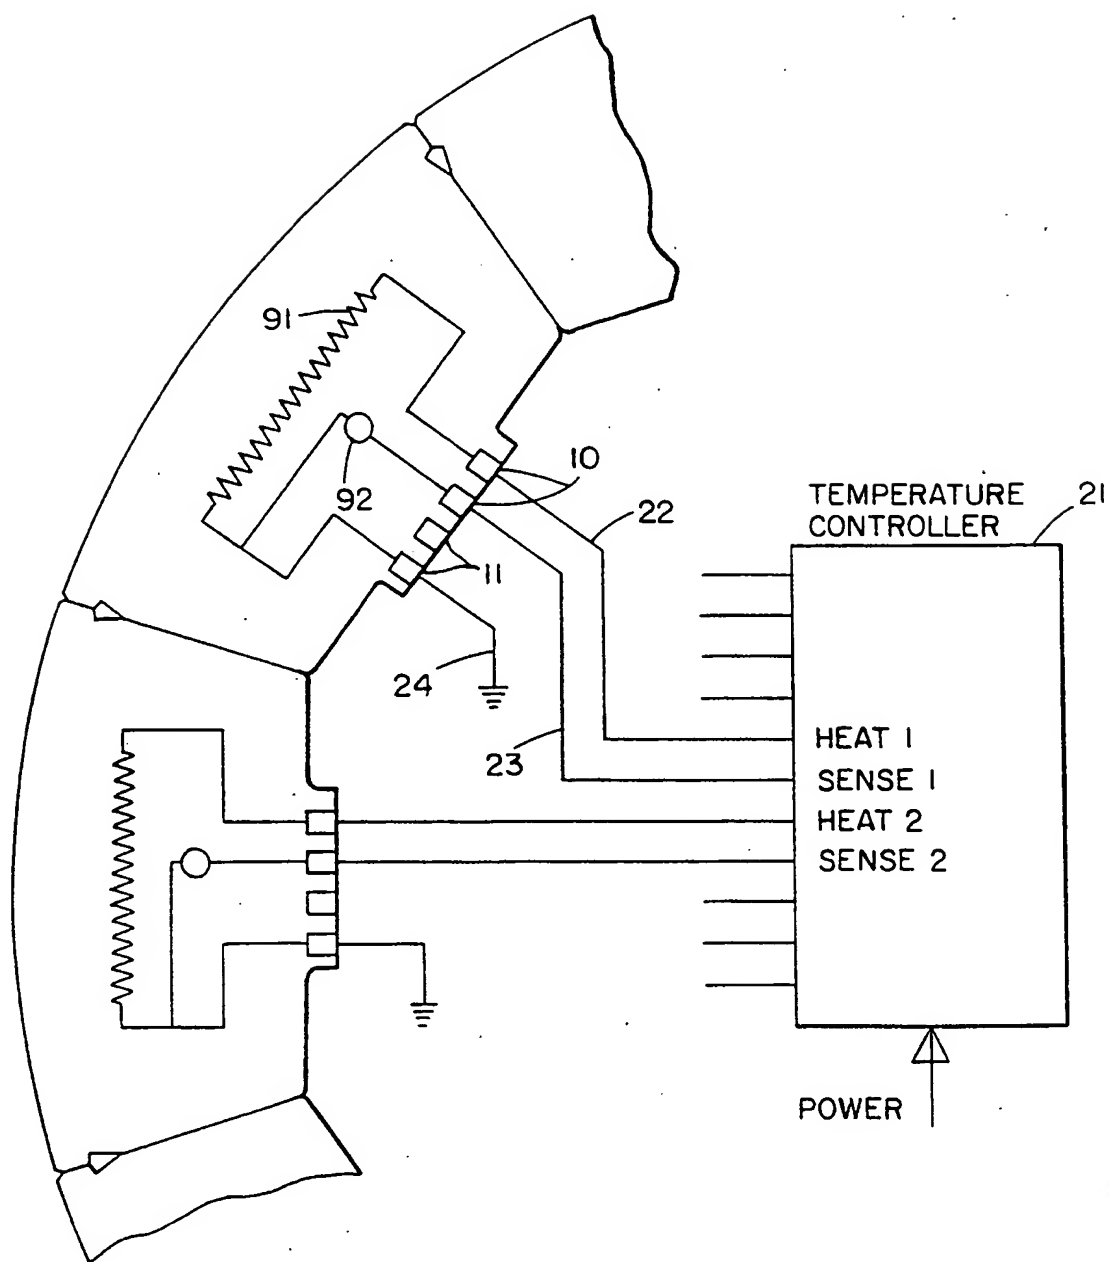 91
92
10
11
22
23
24
TEMPERATURE
CONTROLLER
21
HEAT 1
SENSE 1
HEAT 2
SENSE 2
POWER